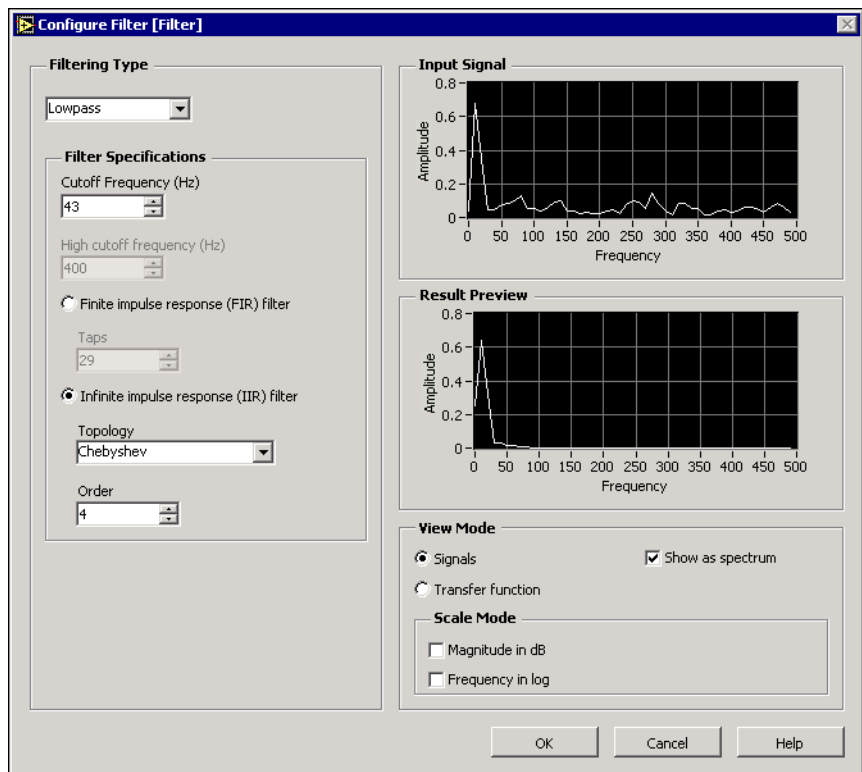 Configure Filter [Filter]
Filtering Type
Lowpass
Filter Specifications
Cutoff Frequency (Hz)
43
High cutoff frequency (Hz)
400
Finite impulse response (FIR) filter
Taps
29
Infinite impulse response (IIR) filter
Topology
Chebyshev
Order
4
Input Signal
Amplitude
0.8
0.6
0.4
0.2
0
0 50 100 150 200 250 300 350 400 450 500
Frequency
Result Preview
Amplitude
0.8
0.6
0.4
0.2
0
0 50 100 150 200 250 300 350 400 450 500
Frequency
View Mode
Signals
Show as spectrum
Transfer function
Scale Mode
Magnitude in dB
Frequency in log
OK Cancel Help